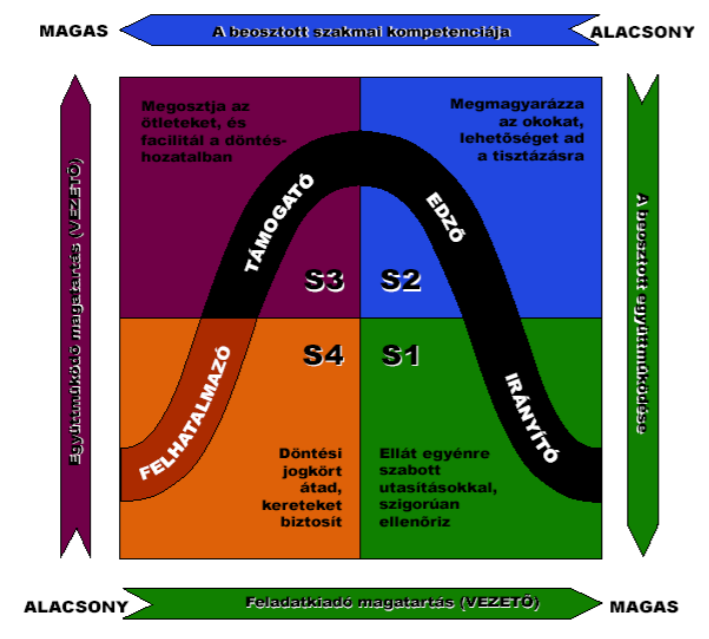 MAGAS
A beosztott szakmai kompetenciája
ALACSONY
Megosztja az
ötleteket, és
facilitál a döntés-
hozatalban
Megmagyarázza
az okokat,
lehetőséget ad
a tisztázásra
Együttműködő magatartás (VEZETŐ)
TÁMOGATÓ
EDZŐ
A beosztott együttműködése
S3
S2
S4
S1
FELHATALMAZÓ
IRÁNYÍTÓ
Döntési
jogkört
átad,
kereteket
biztosít
Ellát egyénre
szabott
utasításokkal,
szigorúan
ellenőriz
ALACSONY
Feladatkiadó magatartás (VEZETŐ)
MAGAS